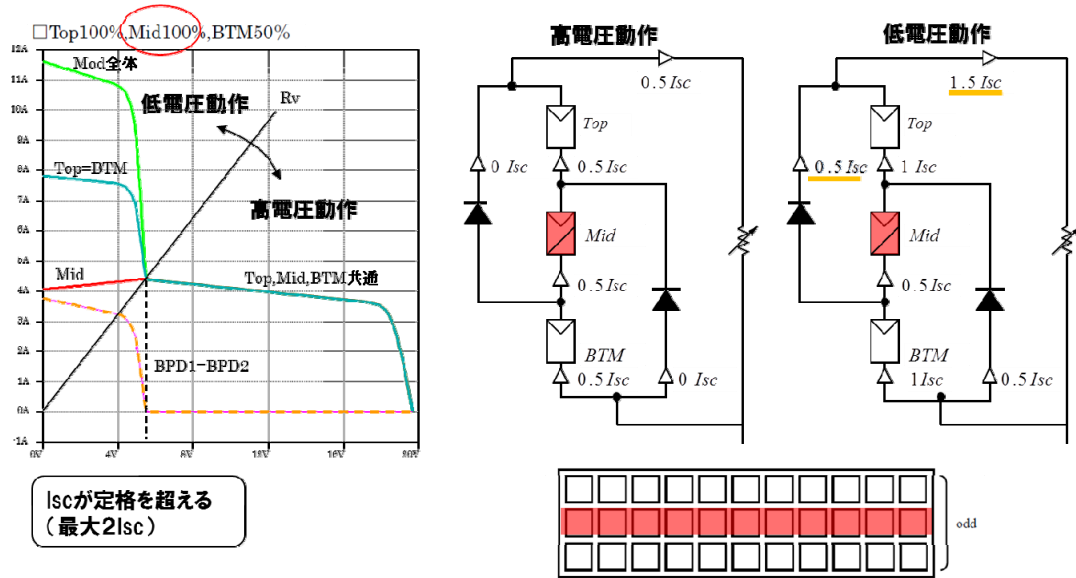 □Top100%,Mid100%,BTM50%
12A
11A
10A
9A
8A
7A
6A
5A
4A
3A
2A
1A
0A
-1A
0V
4V
8V
12V
16V
20V
Mod全体
低電圧動作
Rv
Top=BTM
高電圧動作
Mid
Top,Mid,BTM共通
BPD1-BPD2
Iscが定格を超える
(最大2Isc)
高電圧動作
0.5 Isc
Top
0 Isc
0.5 Isc
Mid
0.5 Isc
BTM
0.5 Isc
0 Isc
低電圧動作
1.5 Isc
Top
0.5 Isc
1 Isc
Mid
0.5 Isc
BTM
1Isc
0.5 Isc
odd